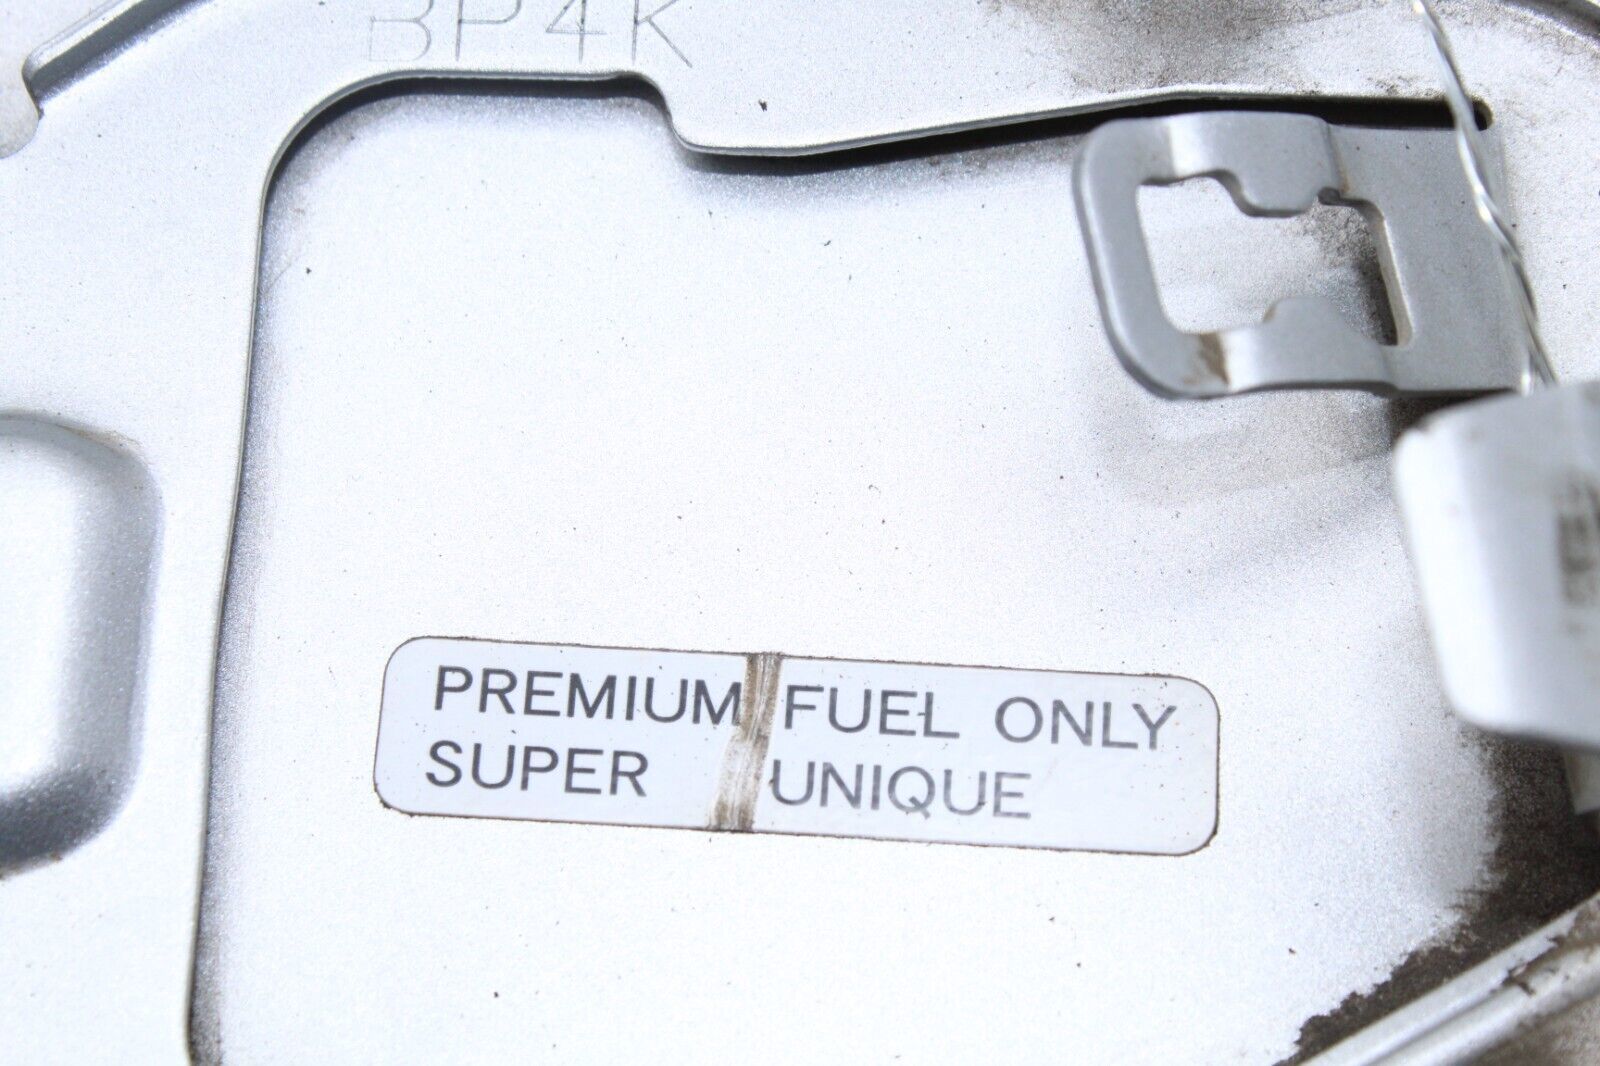 BP4K
PREMIUM FUEL ONLY
SUPER UNIQUE